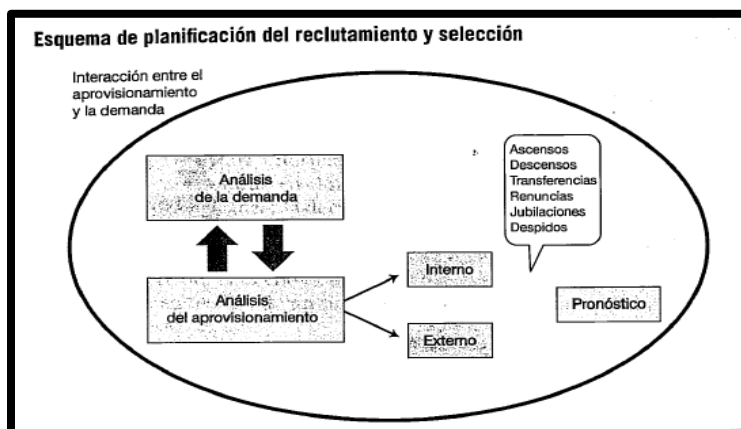 Esquema de planificación del reclutamiento y selección
Interacción entre el
aprovisionamiento
y la demanda
Análisis
de la demanda
Análisis
del aprovisionamiento
Interno
Externo
Ascensos
Descensos
Transferencias
Renuncias
Jubilaciones
Despidos
Pronóstico